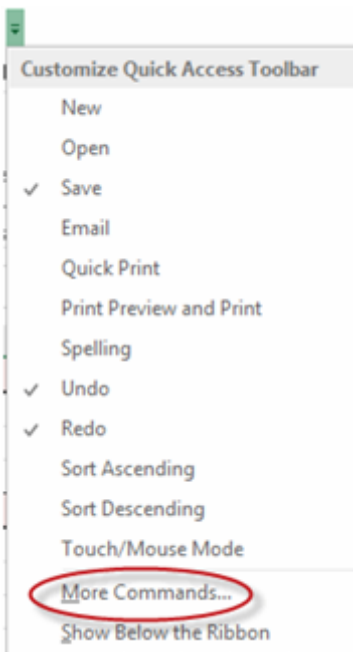 Customize Quick Access Toolbar
New
Open
Save
Email
Quick Print
Print Preview and Print
Spelling
Undo
Redo
Sort Ascending
Sort Descending
Touch/Mouse Mode
More Commands...
Show Below the Ribbon